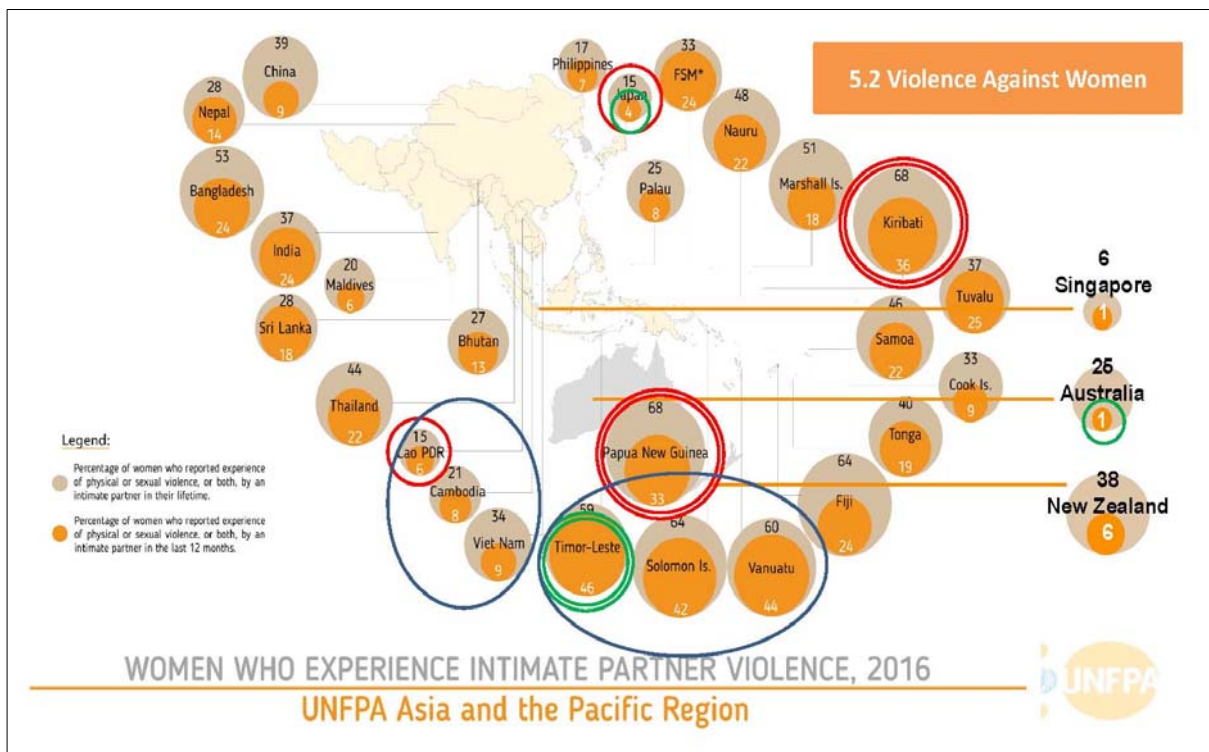 39
China
9
28
Nepal
14
53
Bangladesh
24
37
India
24
20
Maldives
6
28
Sri Lanka
18
27
Bhutan
13
44
Thailand
22
15
Lao PDR
6
21
Cambodia
8
34
Viet Nam
9
17
Philippines
7
15
Japan
4
33
FSM*
24
48
Nauru
22
25
Palau
8
51
Marshall Is.
18
68
Kiribati
36
37
Tuvalu
25
46
Samoa
22
33
Cook Is.
9
40
Tonga
19
64
Fiji
24
68
Papua New Guinea
33
59
Timor-Leste
46
64
Solomon Is.
42
60
Vanuatu
44
5.2 Violence Against Women
6
Singapore
1
25
Australia
1
38
New Zealand
6
Legend:
Percentage of women who reported experience
of physical or sexual violence, or both, by an
intimate partner in their lifetime.
Percentage of women who reported experience
of physical or sexual violence, or both, by an
intimate partner in the last 12 months.
WOMEN WHO EXPERIENCE INTIMATE PARTNER VIOLENCE, 2016
UNFPA Asia and the Pacific Region
UNFPA